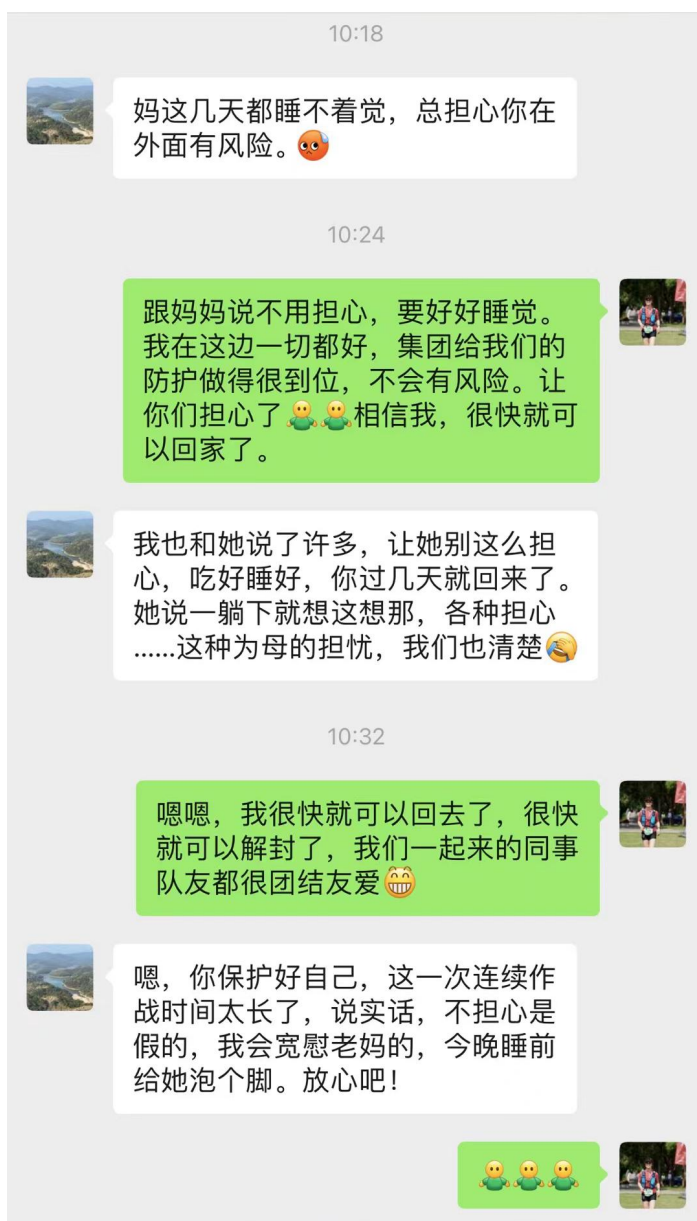 10:18
妈这几天都睡不着觉，总担心你在
外面有风险。
10:24
跟妈妈说不用担心，要好好睡觉。
我在这边一切都好，集团给我们的
防护做得很到位，不会有风险。让
你们担心了相信我，很快就可
以回家了。
我也和她说了许多，让她别这么担
心，吃好睡好，你过几天就回来了。
她说一躺下就想这想那，各种担心
......这种为母的担忧，我们也清楚
10:32
嗯嗯，我很快就可以回去了，很快
就可以解封了，我们一起来的同事
队友都很团结友爱
嗯，你保护好自己，这一次连续作
战时间太长了，说实话，不担心是
假的，我会宽慰老妈的，今晚睡前
给她泡个脚。放心吧！